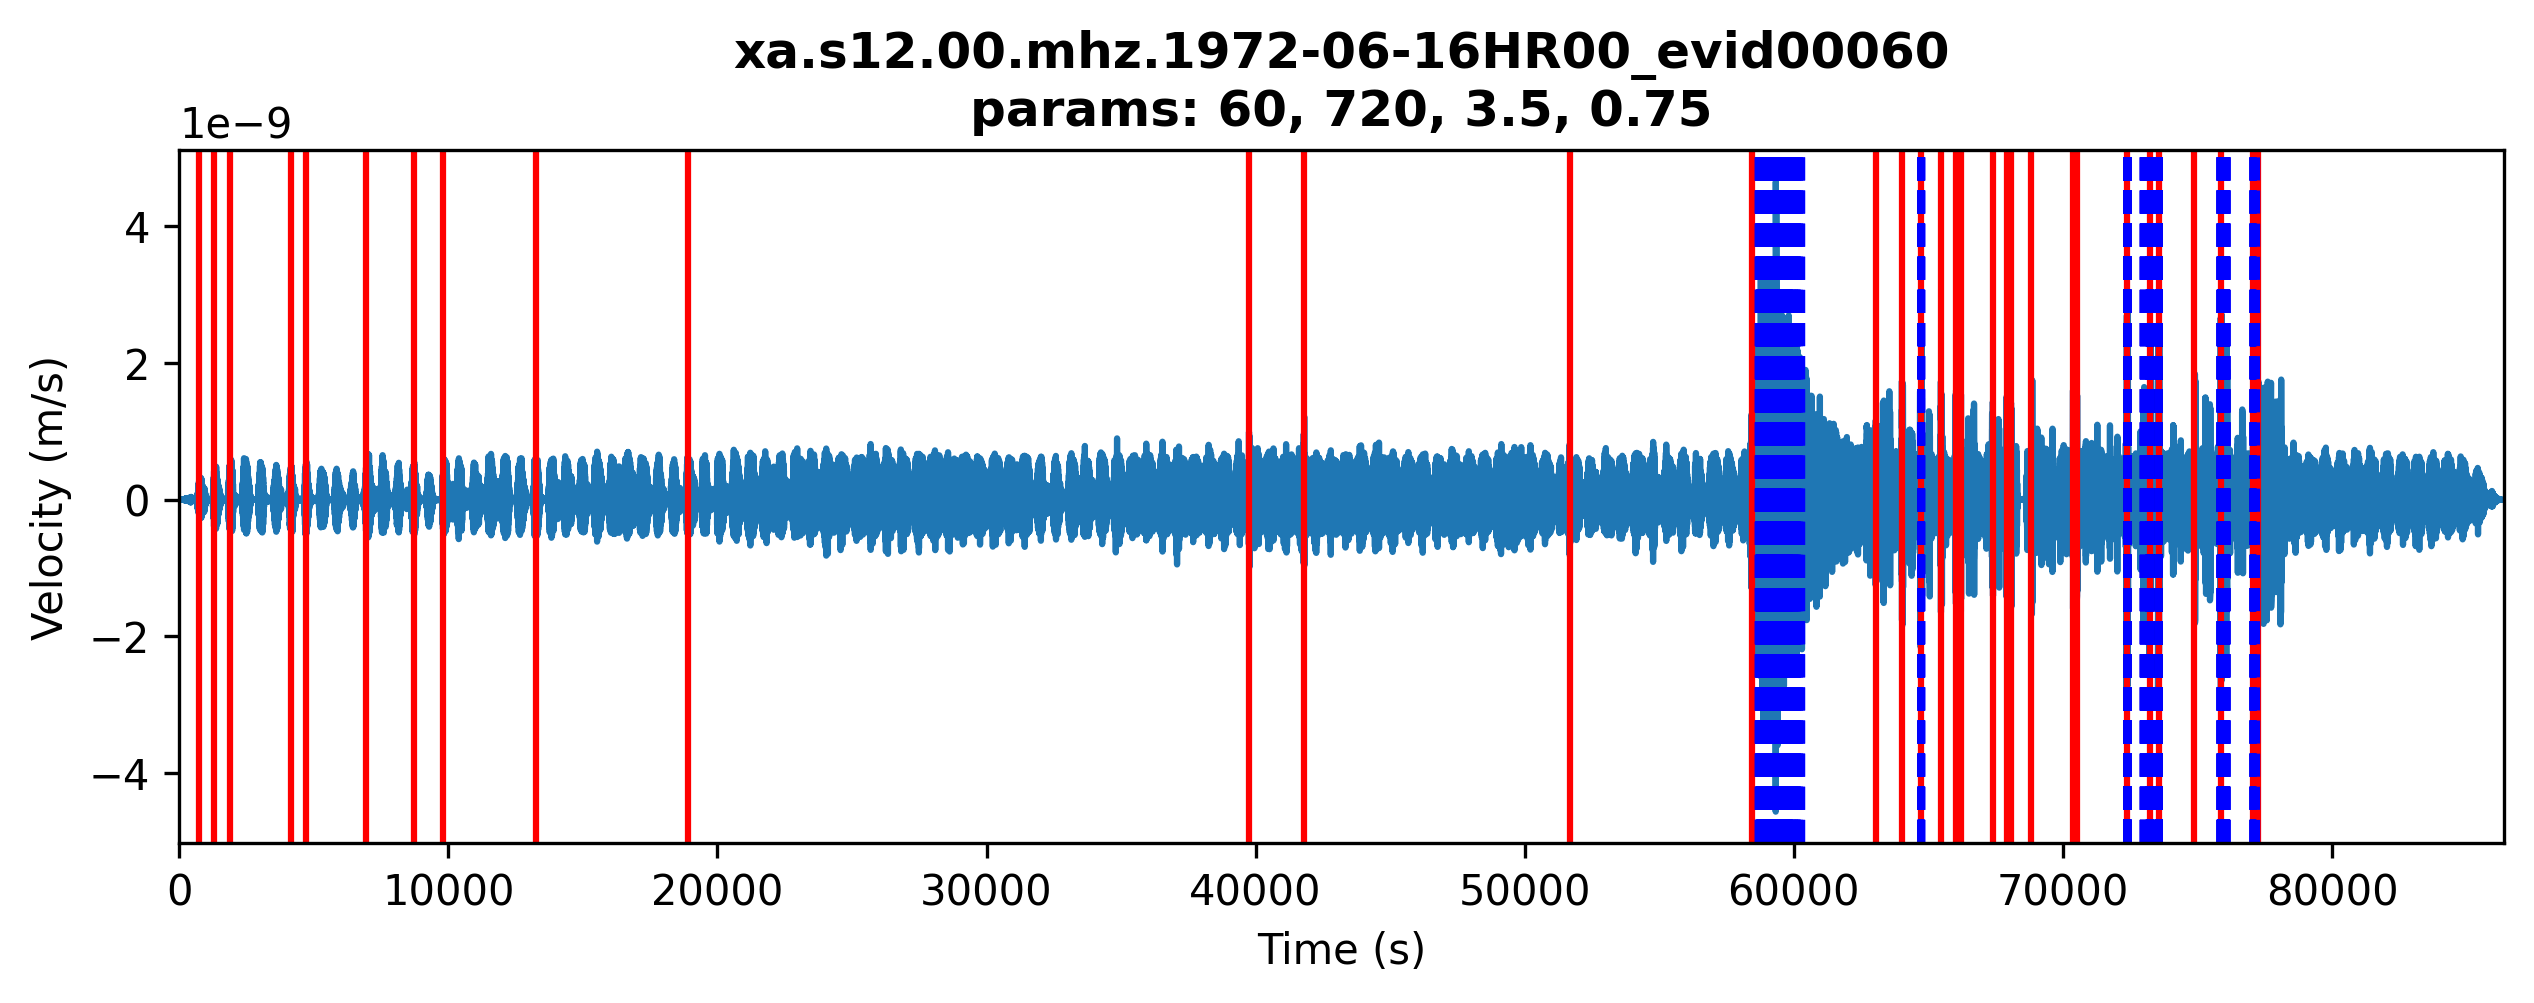 xa.s12.00.mhz.1972-06-16HR00_evid00060
params: 60, 720, 3.5, 0.75
1e−9
4
2
0
−2
−4
Velocity (m/s)
0 10000 20000 30000 40000 50000 60000 70000 80000
Time (s)